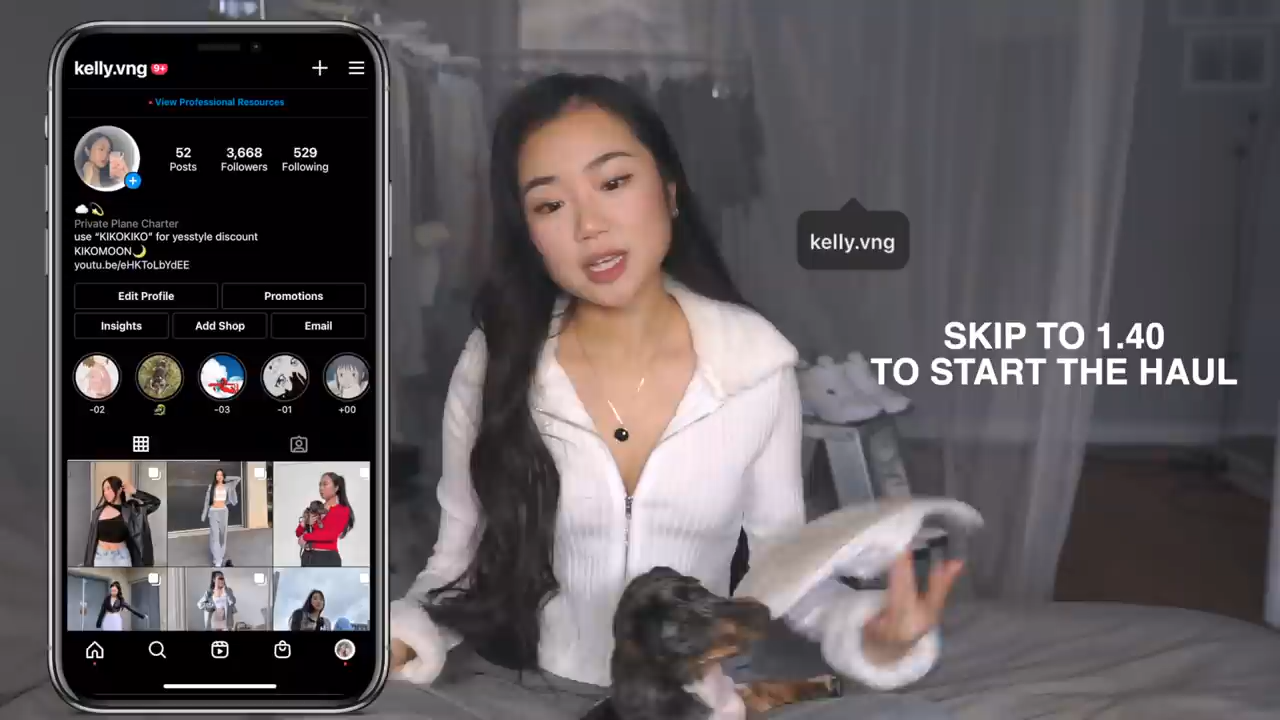 kelly.vng 9+
View Professional Resources
52 3,668 529
Posts Followers Following
Private Plane Charter
use “KIKOKIKO” for yesstyle discount
KIKOMOON🌙
youtu.be/eHKToLbYdEE
Edit Profile Promotions
Insights Add Shop Email
-02 -03 -01 +00
kelly.vng
SKIP TO 1.40
TO START THE HAUL